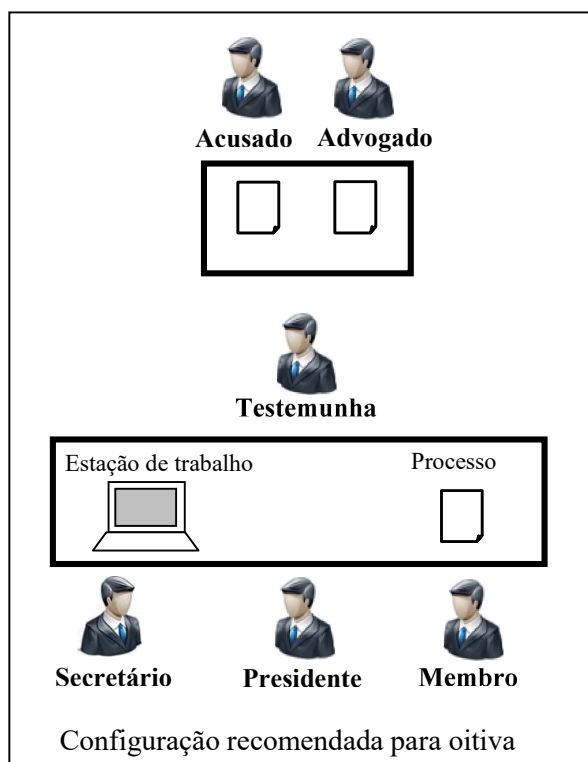 Acusado Advogado
Testemunha
Estação de trabalho Processo
Secretário Presidente Membro
Configuração recomendada para oitiva